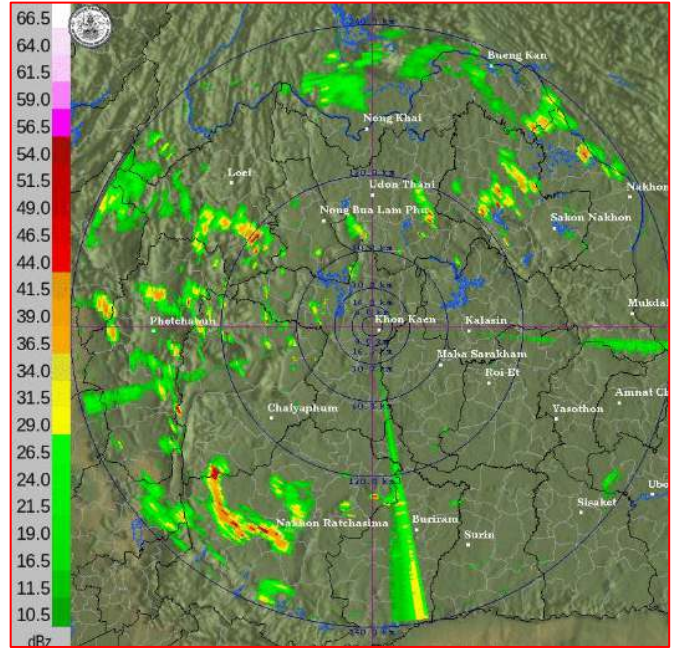 66.5
64.0
61.5
59.0
56.5
54.0
51.5
49.0
46.5
44.0
41.5
39.0
36.5
34.0
31.5
29.0
26.5
24.0
21.5
19.0
16.5
14.0
11.5
10.5
dBz
Bueng Kan
Nong Khai
Loei
Udon Thani
Nakhon
Nong Bua Lam Phu
Sakon Nakhon
Mukdah
Phetchabun
Khon Kaen
Kalasin
Maha Sarakham
Roi-Et
Chaiyaphum
Amnat C
Yasothon
Ubo
Sisaket
Nakhon Ratchasima
Buriram
Surin